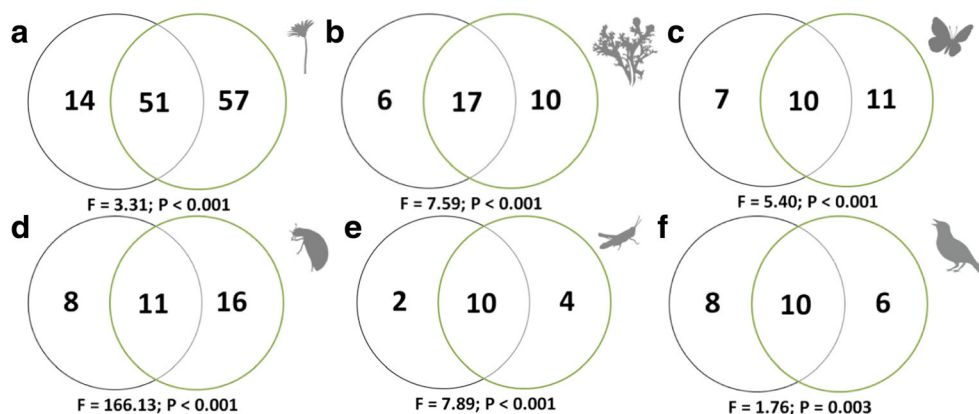 a
14 51 57
F = 3.31; P < 0.001
b
6 17 10
F = 7.59; P < 0.001
c
7 10 11
F = 5.40; P < 0.001
d
8 11 16
F = 166.13; P < 0.001
e
2 10 4
F = 7.89; P < 0.001
f
8 10 6
F = 1.76; P = 0.003